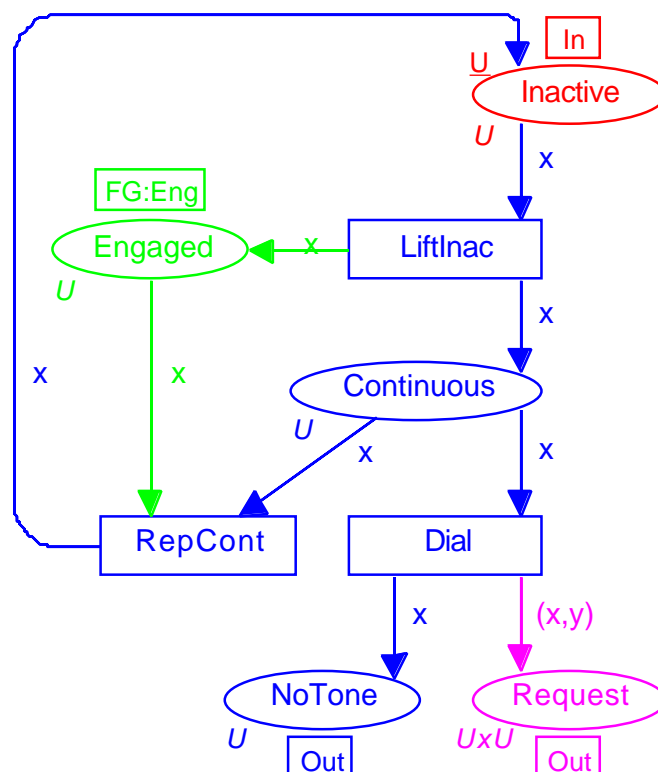 In
U
Inactive
U
x
FG:Eng
Engaged
x
LiftInac
U
x
x
x
Continuous
U
x
x
RepCont
Dial
x
(x,y)
NoTone
Request
U
UxU
Out
Out